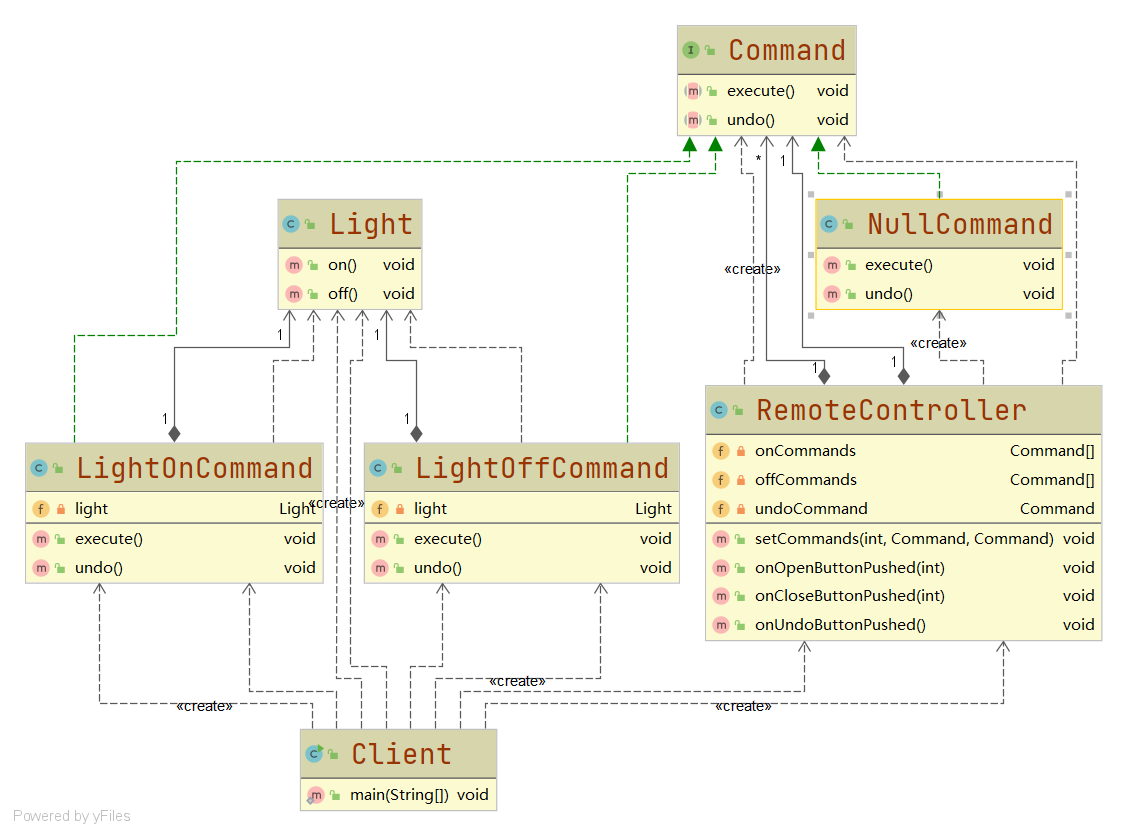 Command
execute() void
undo() void
* 1
Light
on() void
off() void
NullCommand
execute() void
undo() void
«create»
«create»
1 1
1 1
1 1
LightOnCommand
light Light
execute() void
undo() void
«create»
LightOffCommand
light Light
execute() void
undo() void
RemoteController
onCommands Command[]
offCommands Command[]
undoCommand Command
setCommands(int, Command, Command) void
onOpenButtonPushed(int) void
onCloseButtonPushed(int) void
onUndoButtonPushed() void
«create»
«create»
«create»
Client
main(String[]) void
Powered by yFiles